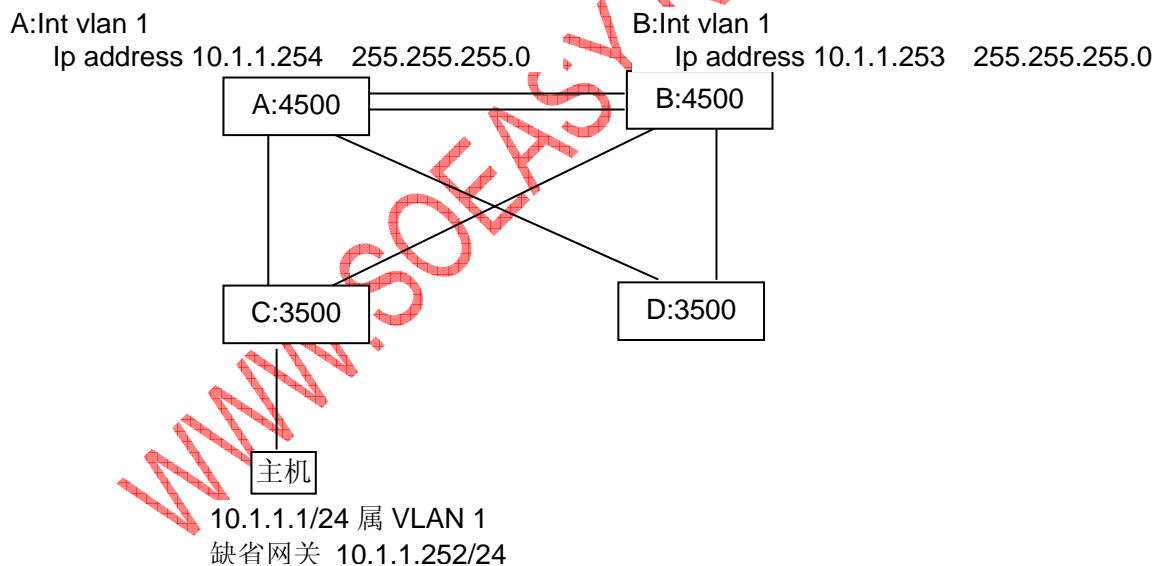 A:Int vlan 1
Ip address 10.1.1.254 255.255.255.0
B:Int vlan 1
Ip address 10.1.1.253 255.255.255.0
A:4500
B:4500
C:3500
D:3500
主机
10.1.1.1/24 属 VLAN 1
缺省网关 10.1.1.252/24
WWW.SOEASY